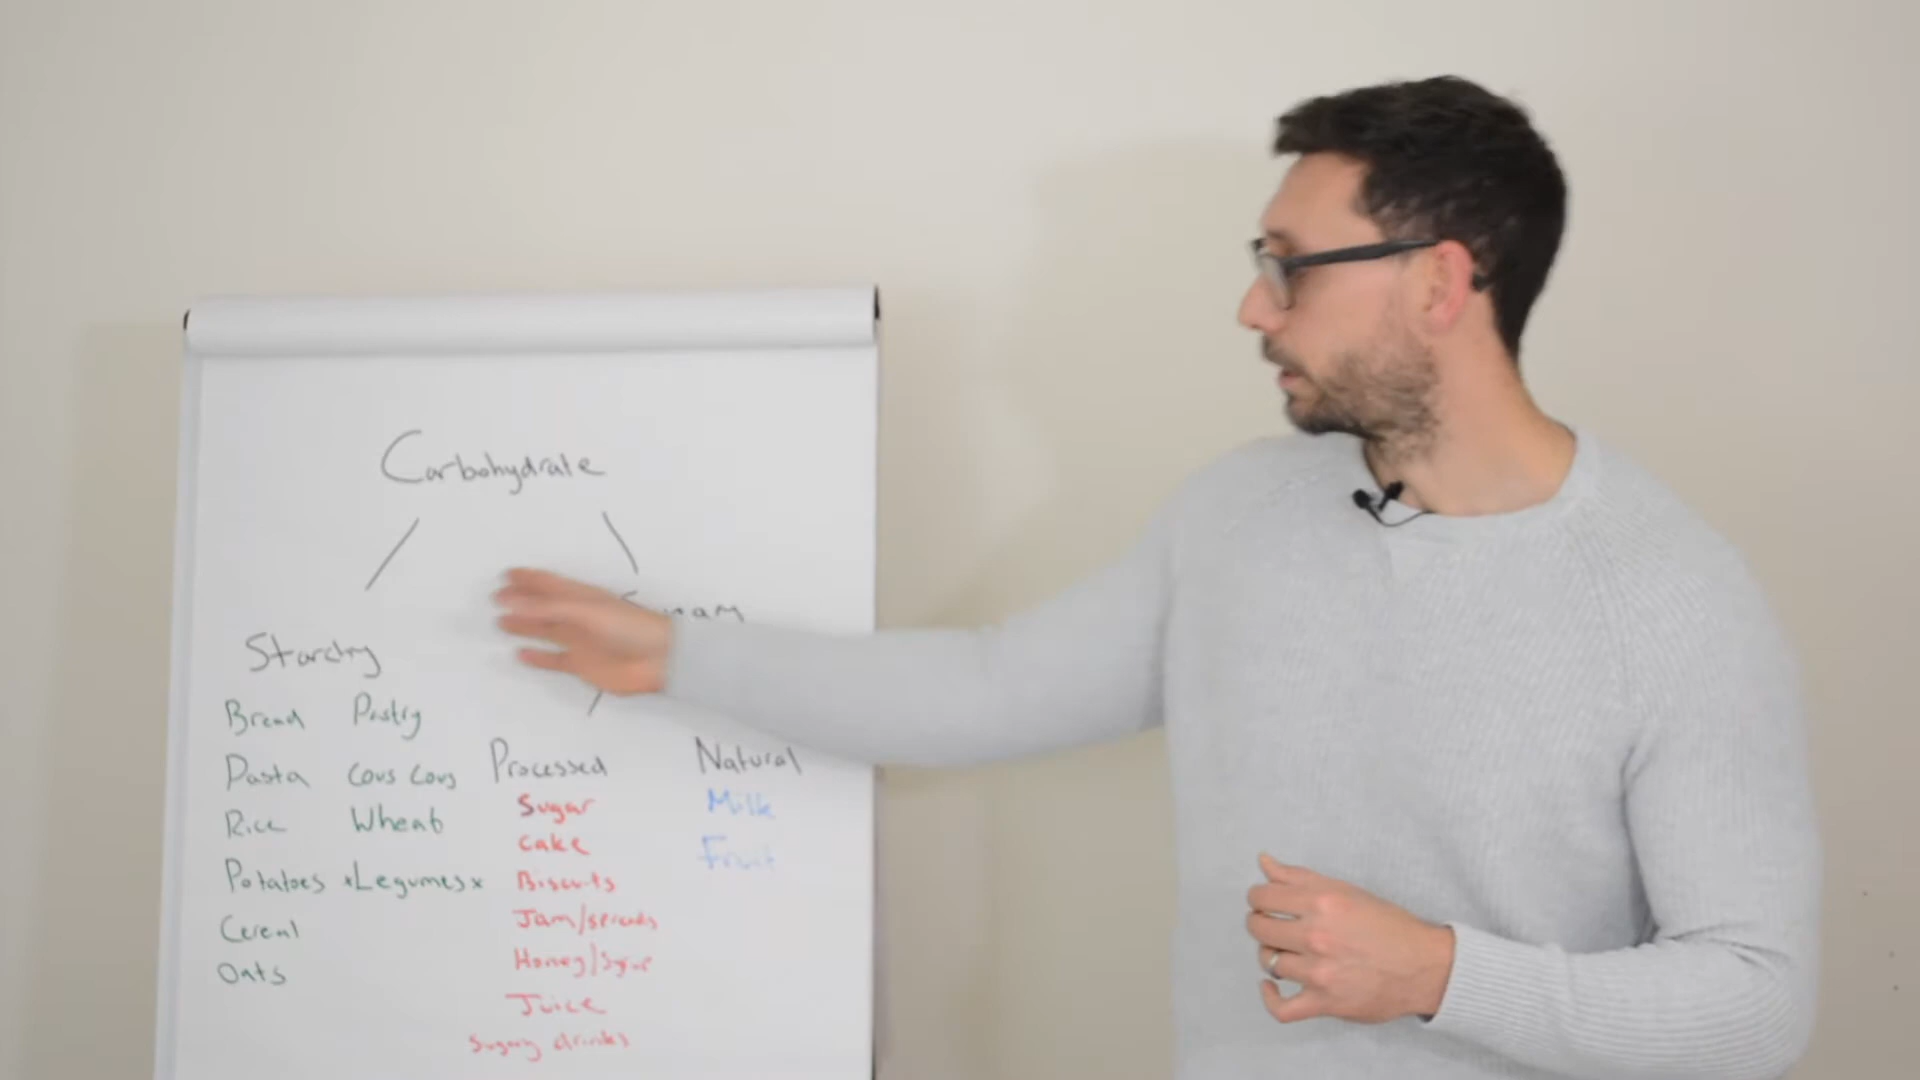 Carbohydrate
Starchy
Bread Pastry
Pasta Cous Cous
Rice Wheat
Potatoes *Legumes*
Cereal
Oats
Processed
Sugar
Cake
Biscuits
Jam/spreads
Honey/Syrup
Juice
Sugary drinks
Natural
Milk
Fruit